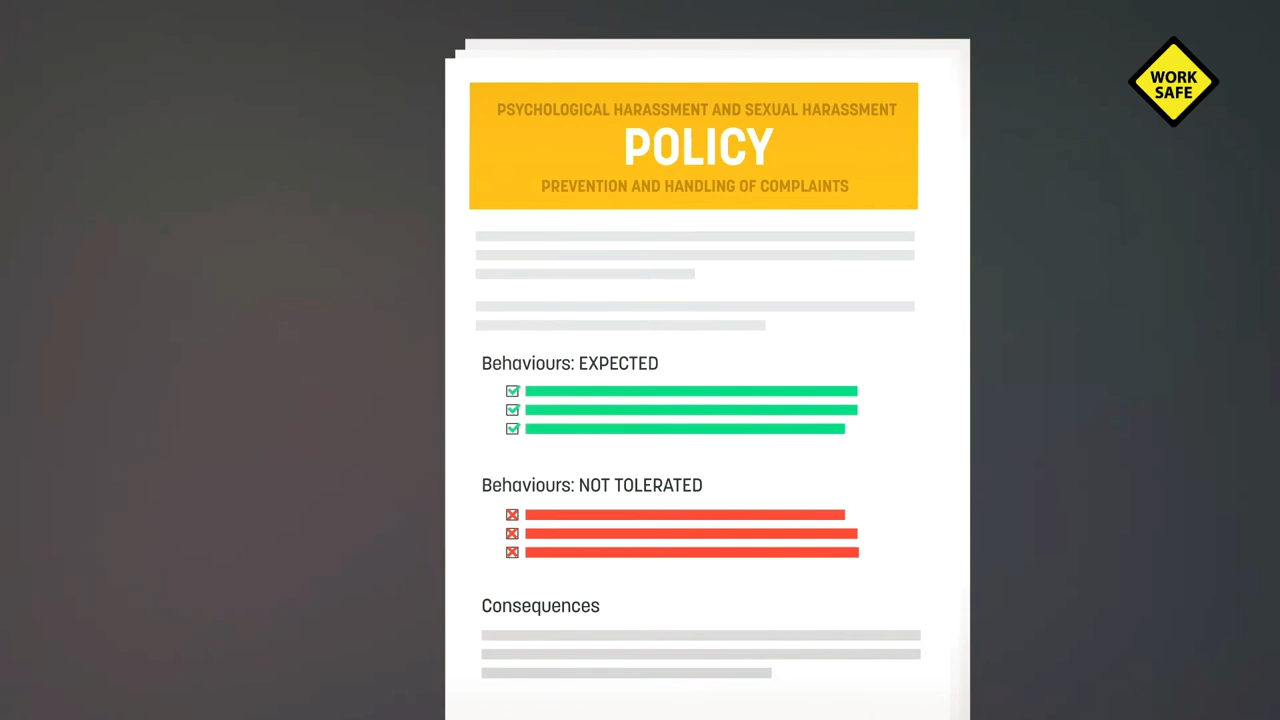 PSYCHOLOGICAL HARASSMENT AND SEXUAL HARASSMENT
POLICY
PREVENTION AND HANDLING OF COMPLAINTS
WORK
SAFE
Behaviours: EXPECTED
Behaviours: NOT TOLERATED
Consequences